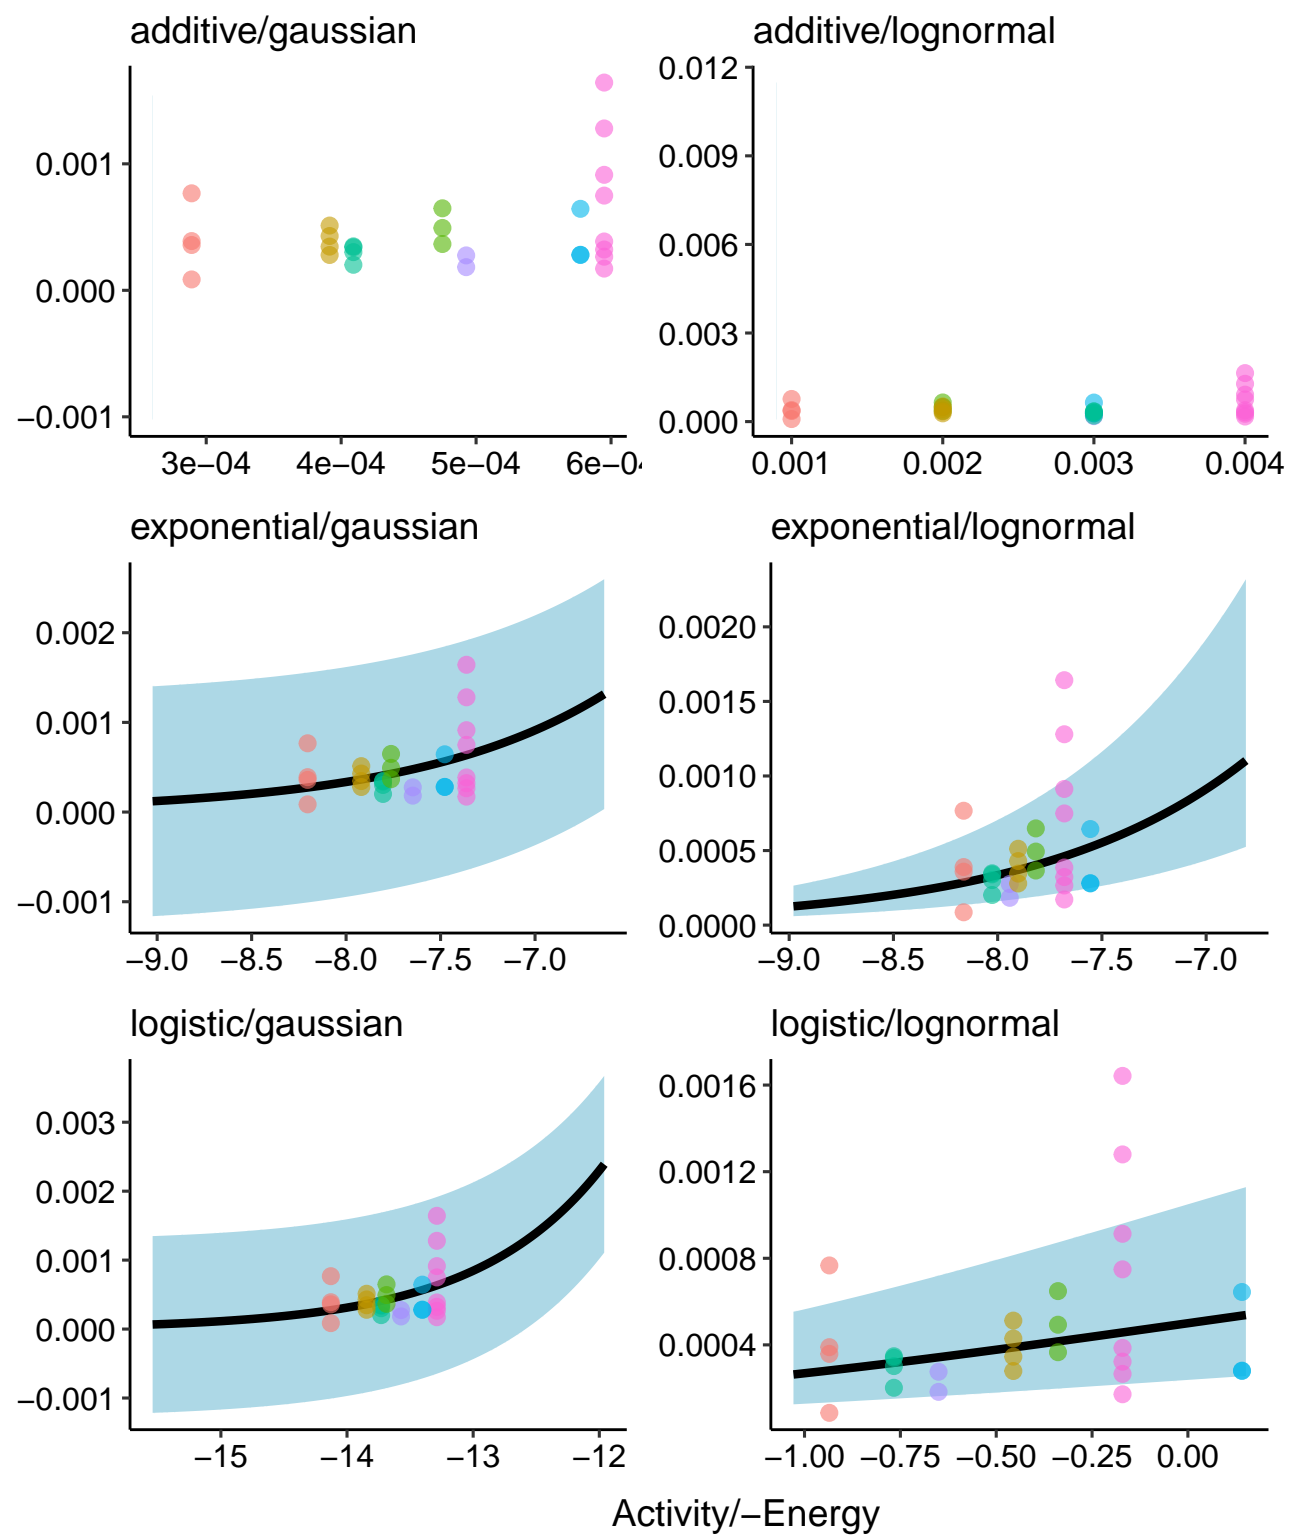 additive/gaussian
0.001
0.000
−0.001
3e−04 4e−04 5e−04 6e−04
additive/lognormal
0.012
0.009
0.006
0.003
0.000
0.001 0.002 0.003 0.004
exponential/gaussian
0.002
0.001
0.000
−0.001
−9.0 −8.5 −8.0 −7.5 −7.0
exponential/lognormal
0.0020
0.0015
0.0010
0.0005
0.0000
−9.0 −8.5 −8.0 −7.5 −7.0
logistic/gaussian
0.003
0.002
0.001
0.000
−0.001
−15 −14 −13 −12
logistic/lognormal
0.0016
0.0012
0.0008
0.0004
−1.00 −0.75 −0.50 −0.25 0.00
Activity/−Energy